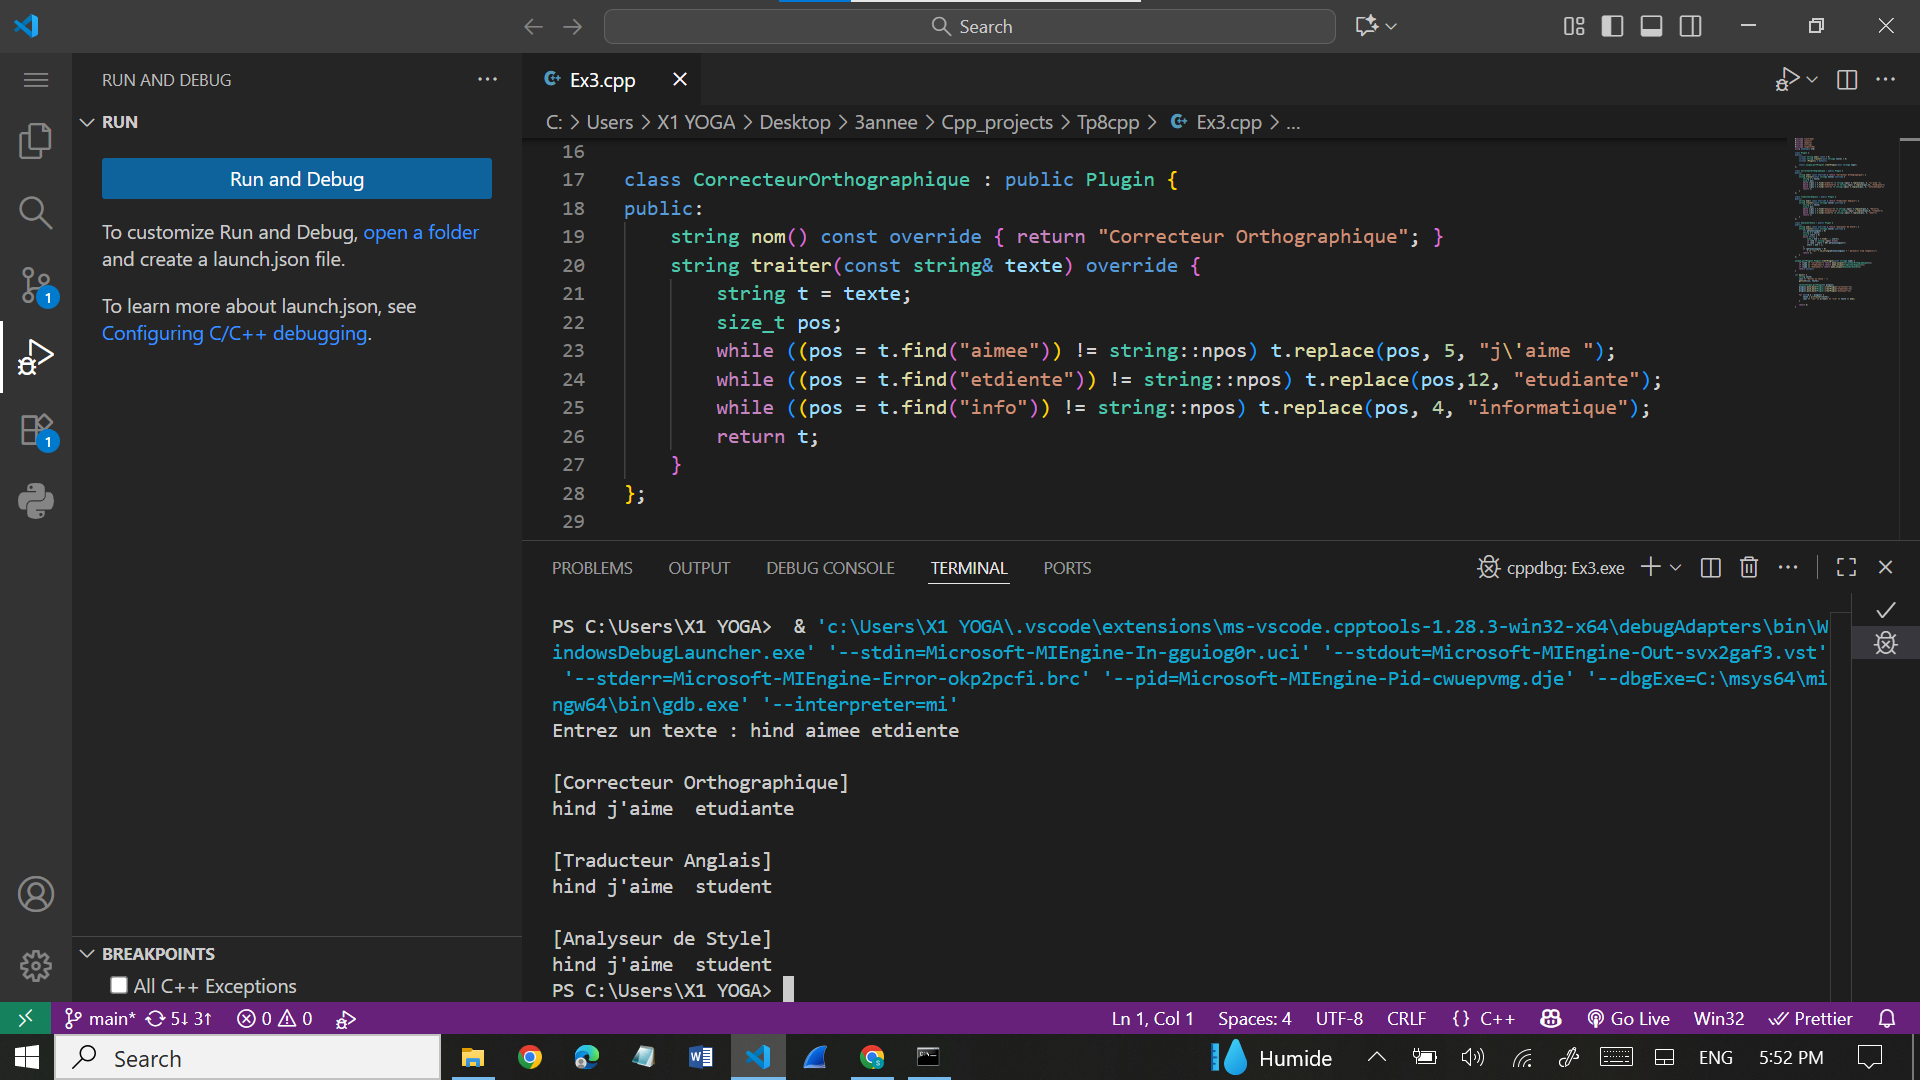 Search
RUN AND DEBUG
RUN
Run and Debug
To customize Run and Debug, open a folder
and create a launch.json file.
To learn more about launch.json, see
Configuring C/C++ debugging.
1
1
Ex3.cpp
C: > Users > X1 YOGA > Desktop > 3annee > Cpp_projects > Tp8cpp > Ex3.cpp > ...
16
17 class CorrecteurOrthographique : public Plugin {
18 public:
19     string nom() const override { return "Correcteur Orthographique"; }
20     string traiter(const string& texte) override {
21         string t = texte;
22         size_t pos;
23         while ((pos = t.find("aimee")) != string::npos) t.replace(pos, 5, "j\'aime ");
24         while ((pos = t.find("etdiente")) != string::npos) t.replace(pos,12, "etudiante");
25         while ((pos = t.find("info")) != string::npos) t.replace(pos, 4, "informatique");
26         return t;
27     }
28 };
29
PROBLEMS OUTPUT DEBUG CONSOLE TERMINAL PORTS
cppdbg: Ex3.exe
PS C:\Users\X1 YOGA>  & 'c:\Users\X1 YOGA\.vscode\extensions\ms-vscode.cpptools-1.28.3-win32-x64\debugAdapters\bin\W
indowsDebugLauncher.exe' '--stdin=Microsoft-MIEngine-In-gguiog0r.uci' '--stdout=Microsoft-MIEngine-Out-svx2gaf3.vst'
 '--stderr=Microsoft-MIEngine-Error-okp2pcfi.brc' '--pid=Microsoft-MIEngine-Pid-cwuepvmg.dje' '--dbgExe=C:\msys64\mi
ngw64\bin\gdb.exe' '--interpreter=mi'
Entrez un texte : hind aimee etdiente
[Correcteur Orthographique]
hind j'aime  etudiante
[Traducteur Anglais]
hind j'aime  student
[Analyseur de Style]
hind j'aime  student
PS C:\Users\X1 YOGA>
BREAKPOINTS
All C++ Exceptions
main* 5↓ 3↑ 0 0
Ln 1, Col 1 Spaces: 4 UTF-8 CRLF {} C++ Go Live Win32 Prettier
Search
Humide ENG 5:52 PM